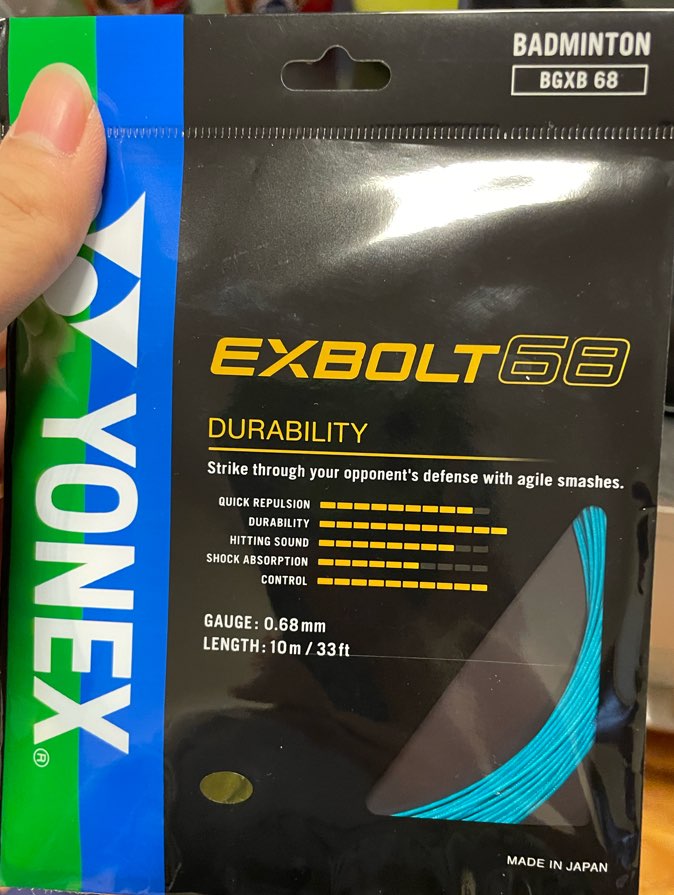 BADMINTON
BGXB 68
YONEX®
EXBOLT68
DURABILITY
Strike through your opponent's defense with agile smashes.
QUICK REPULSION
DURABILITY
HITTING SOUND
SHOCK ABSORPTION
CONTROL
GAUGE: 0.68mm
LENGTH: 10m / 33ft
MADE IN JAPAN